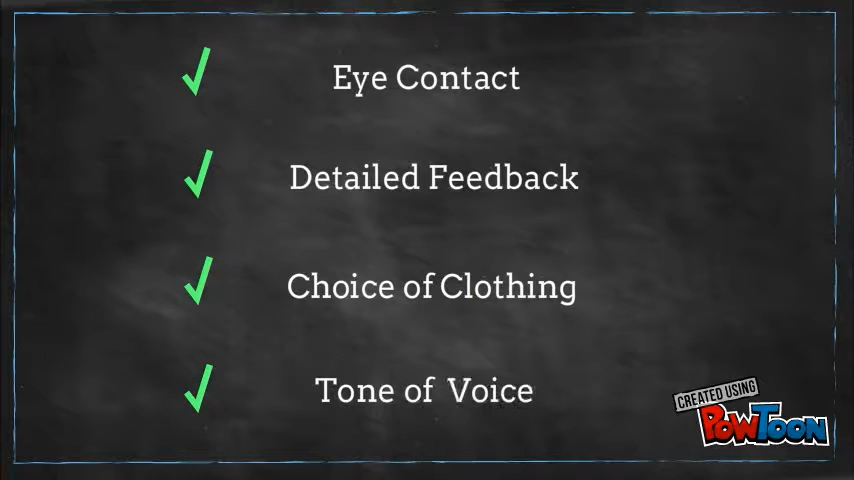 Eye Contact
Detailed Feedback
Choice of Clothing
Tone of Voice
CREATED USING
POWTOON